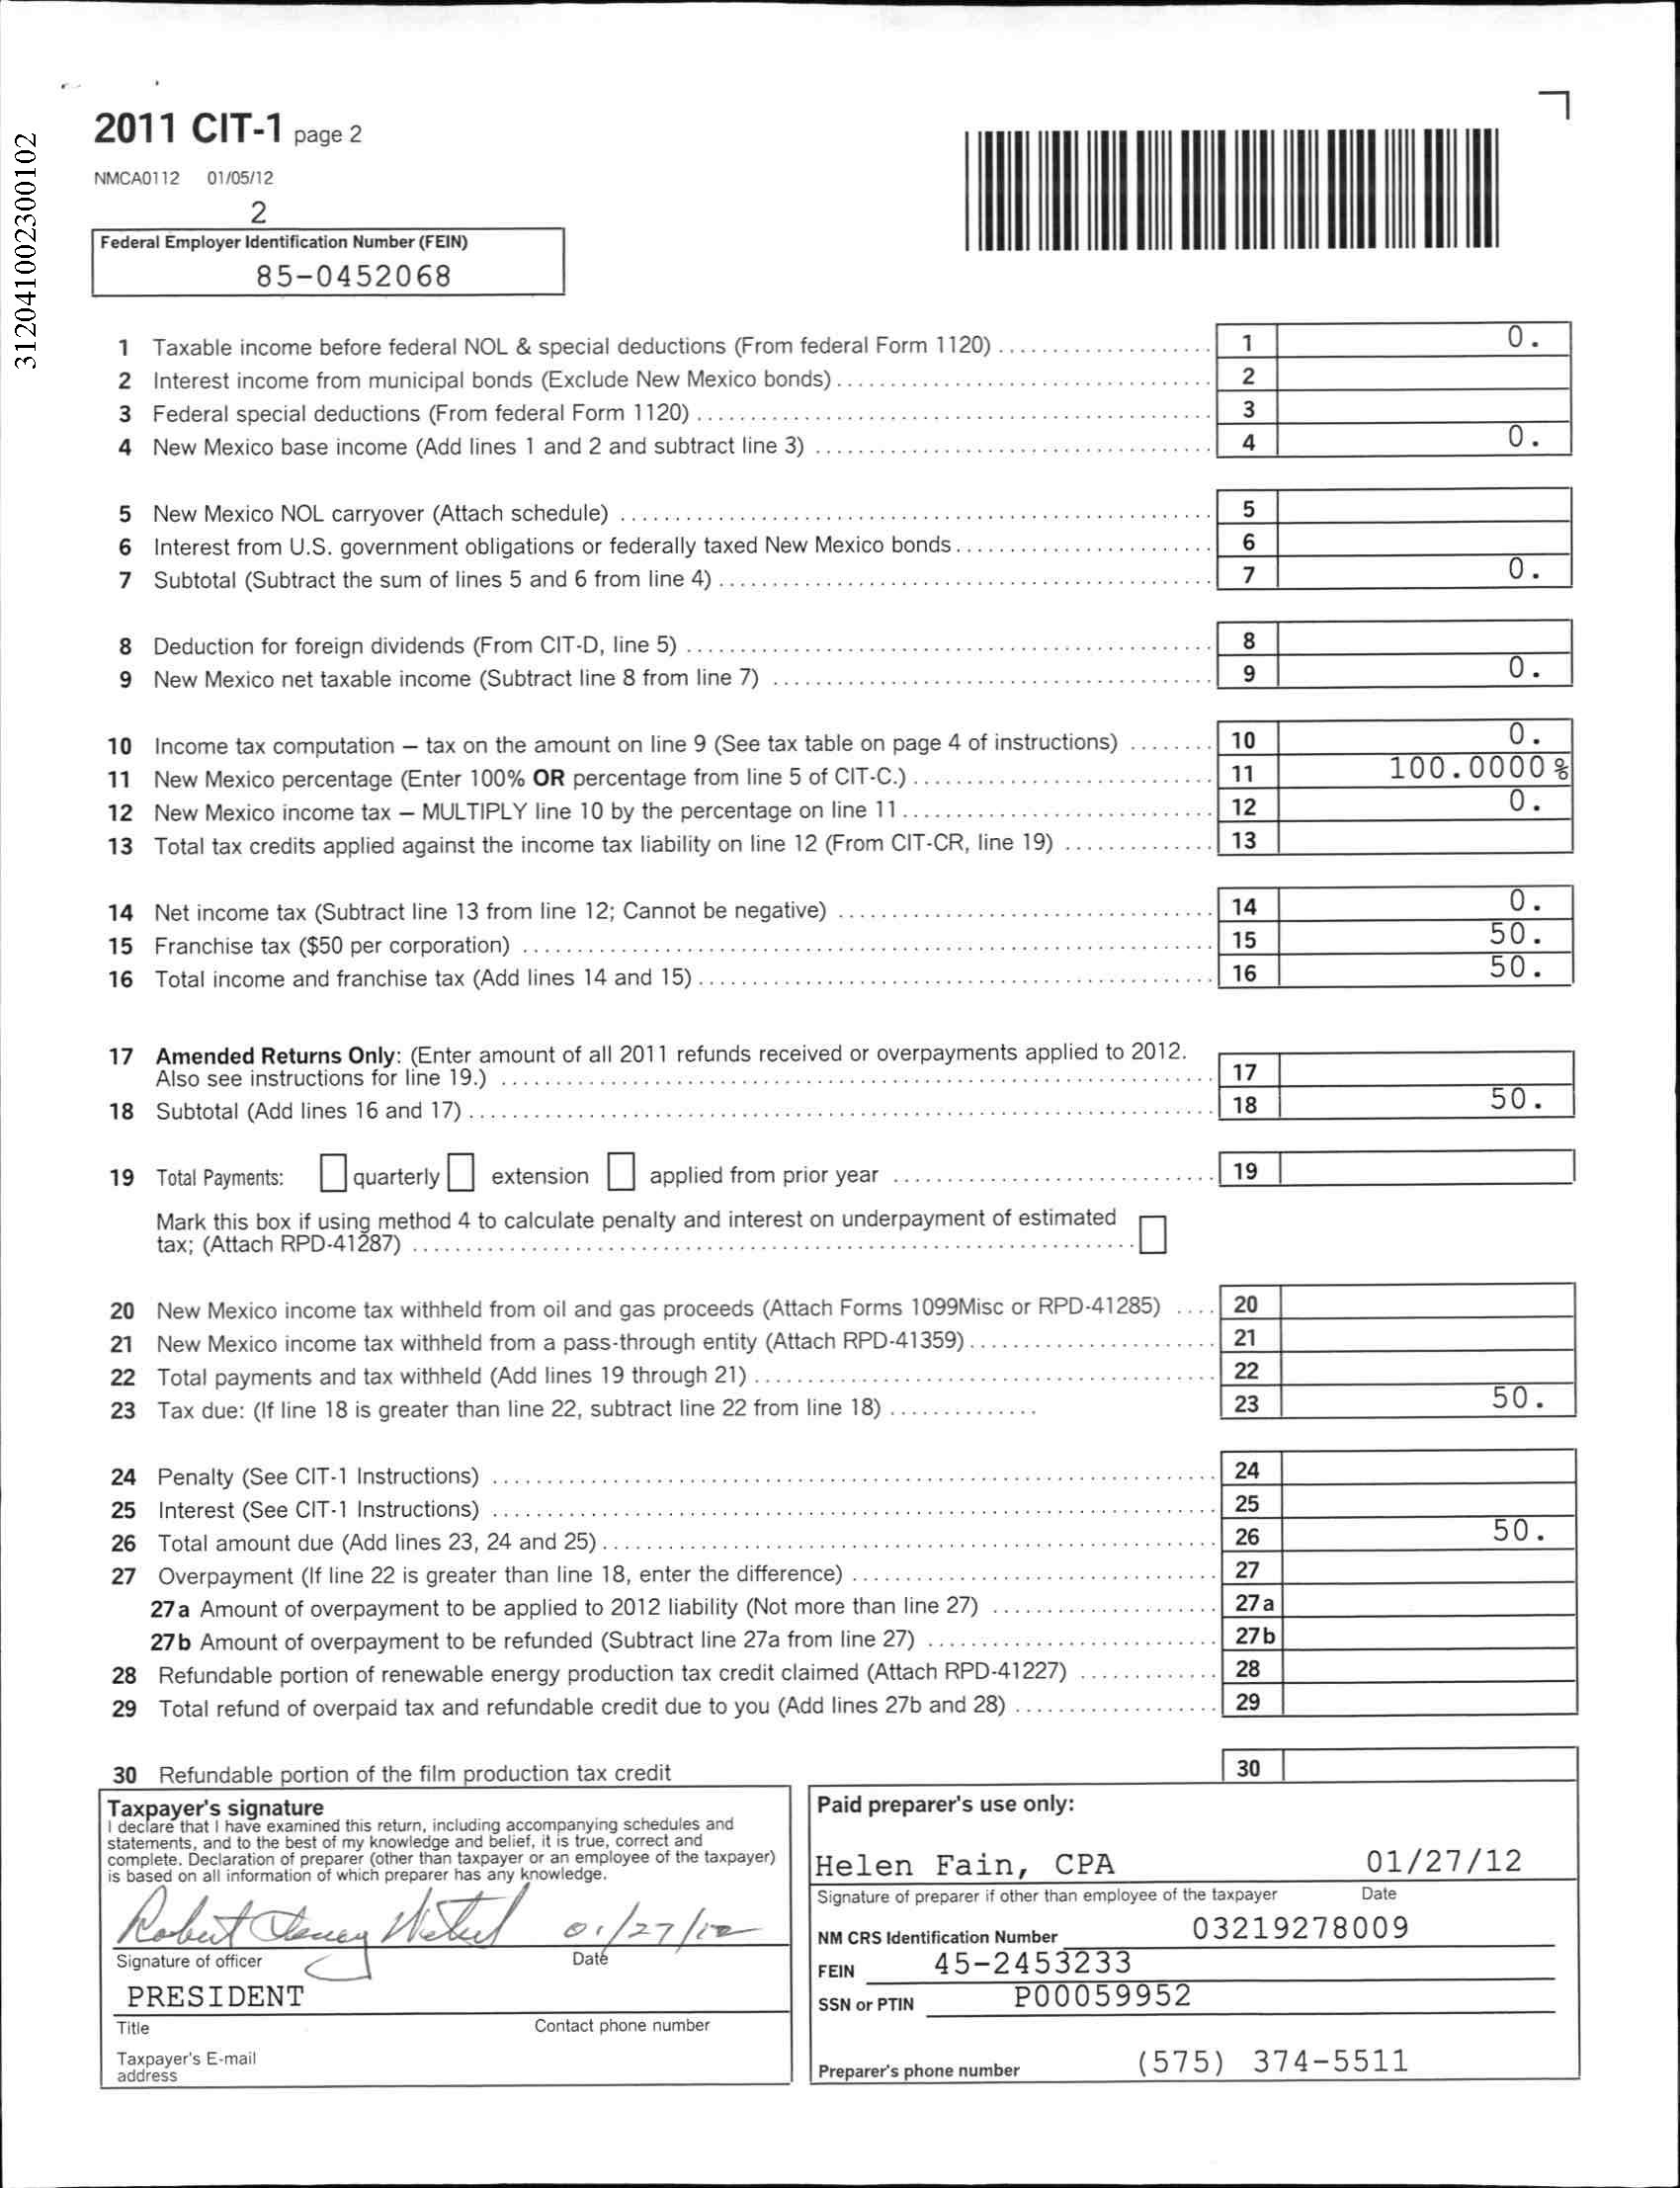 312041002300102
2011 CIT-1 page 2
NMCA0112 01/05/12
2
Federal Employer Identification Number (FEIN)
85-0452068
1 Taxable income before federal NOL & special deductions (From federal Form 1120) 1 0.
2 Interest income from municipal bonds (Exclude New Mexico bonds) 2
3 Federal special deductions (From federal Form 1120) 3
4 New Mexico base income (Add lines 1 and 2 and subtract line 3) 4 0.
5 New Mexico NOL carryover (Attach schedule) 5
6 Interest from U.S. government obligations or federally taxed New Mexico bonds 6
7 Subtotal (Subtract the sum of lines 5 and 6 from line 4) 7 0.
8 Deduction for foreign dividends (From CIT-D, line 5) 8
9 New Mexico net taxable income (Subtract line 8 from line 7) 9 0.
10 Income tax computation – tax on the amount on line 9 (See tax table on page 4 of instructions) 10 0.
11 New Mexico percentage (Enter 100% OR percentage from line 5 of CIT-C.) 11 100.0000 %
12 New Mexico income tax – MULTIPLY line 10 by the percentage on line 11 12 0.
13 Total tax credits applied against the income tax liability on line 12 (From CIT-CR, line 19) 13
14 Net income tax (Subtract line 13 from line 12; Cannot be negative) 14 0.
15 Franchise tax ($50 per corporation) 15 50.
16 Total income and franchise tax (Add lines 14 and 15) 16 50.
17 Amended Returns Only: (Enter amount of all 2011 refunds received or overpayments applied to 2012.
Also see instructions for line 19.) 17
18 Subtotal (Add lines 16 and 17) 18 50.
19 Total Payments: quarterly extension applied from prior year 19
Mark this box if using method 4 to calculate penalty and interest on underpayment of estimated
tax; (Attach RPD-41287)
20 New Mexico income tax withheld from oil and gas proceeds (Attach Forms 1099Misc or RPD-41285) 20
21 New Mexico income tax withheld from a pass-through entity (Attach RPD-41359) 21
22 Total payments and tax withheld (Add lines 19 through 21) 22
23 Tax due: (If line 18 is greater than line 22, subtract line 22 from line 18) 23 50.
24 Penalty (See CIT-1 Instructions) 24
25 Interest (See CIT-1 Instructions) 25
26 Total amount due (Add lines 23, 24 and 25) 26 50.
27 Overpayment (If line 22 is greater than line 18, enter the difference) 27
27a Amount of overpayment to be applied to 2012 liability (Not more than line 27) 27a
27b Amount of overpayment to be refunded (Subtract line 27a from line 27) 27b
28 Refundable portion of renewable energy production tax credit claimed (Attach RPD-41227) 28
29 Total refund of overpaid tax and refundable credit due to you (Add lines 27b and 28) 29
30 Refundable portion of the film production tax credit 30
Taxpayer's signature
I declare that I have examined this return, including accompanying schedules and
statements, and to the best of my knowledge and belief, it is true, correct and
complete. Declaration of preparer (other than taxpayer or an employee of the taxpayer)
is based on all information of which preparer has any knowledge.
Robert 01/27/12
Signature of officer Date
PRESIDENT
Title Contact phone number
Taxpayer's E-mail
address
Paid preparer's use only:
Helen Fain, CPA 01/27/12
Signature of preparer if other than employee of the taxpayer Date
NM CRS Identification Number 03219278009
FEIN 45-2453233
SSN or PTIN P00059952
Preparer's phone number (575) 374-5511